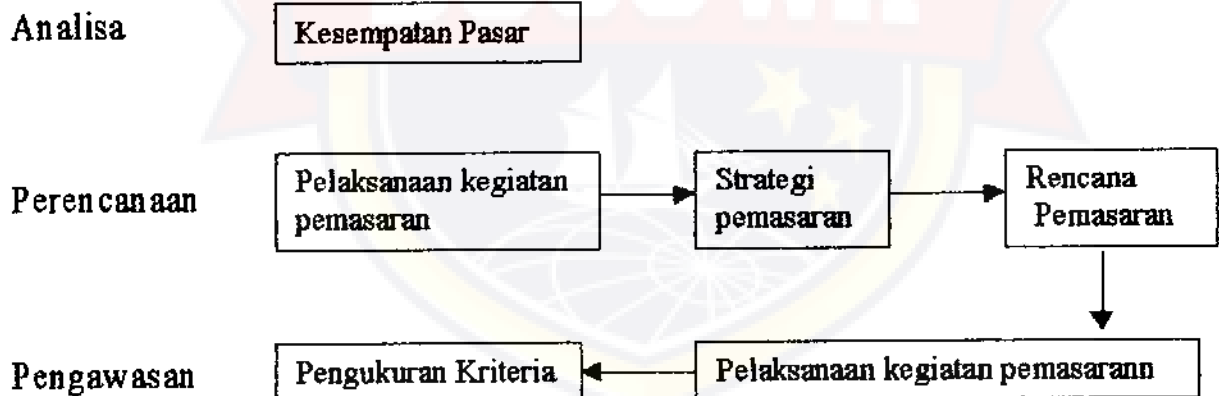 Analisa
Kesempatan Pasar
Perencanaan
Pelaksanaan kegiatan
pemasaran
Strategi
pemasaran
Rencana
Pemasaran
Pengawasan
Pengukuran Kriteria
Pelaksanaan kegiatan pemasarann